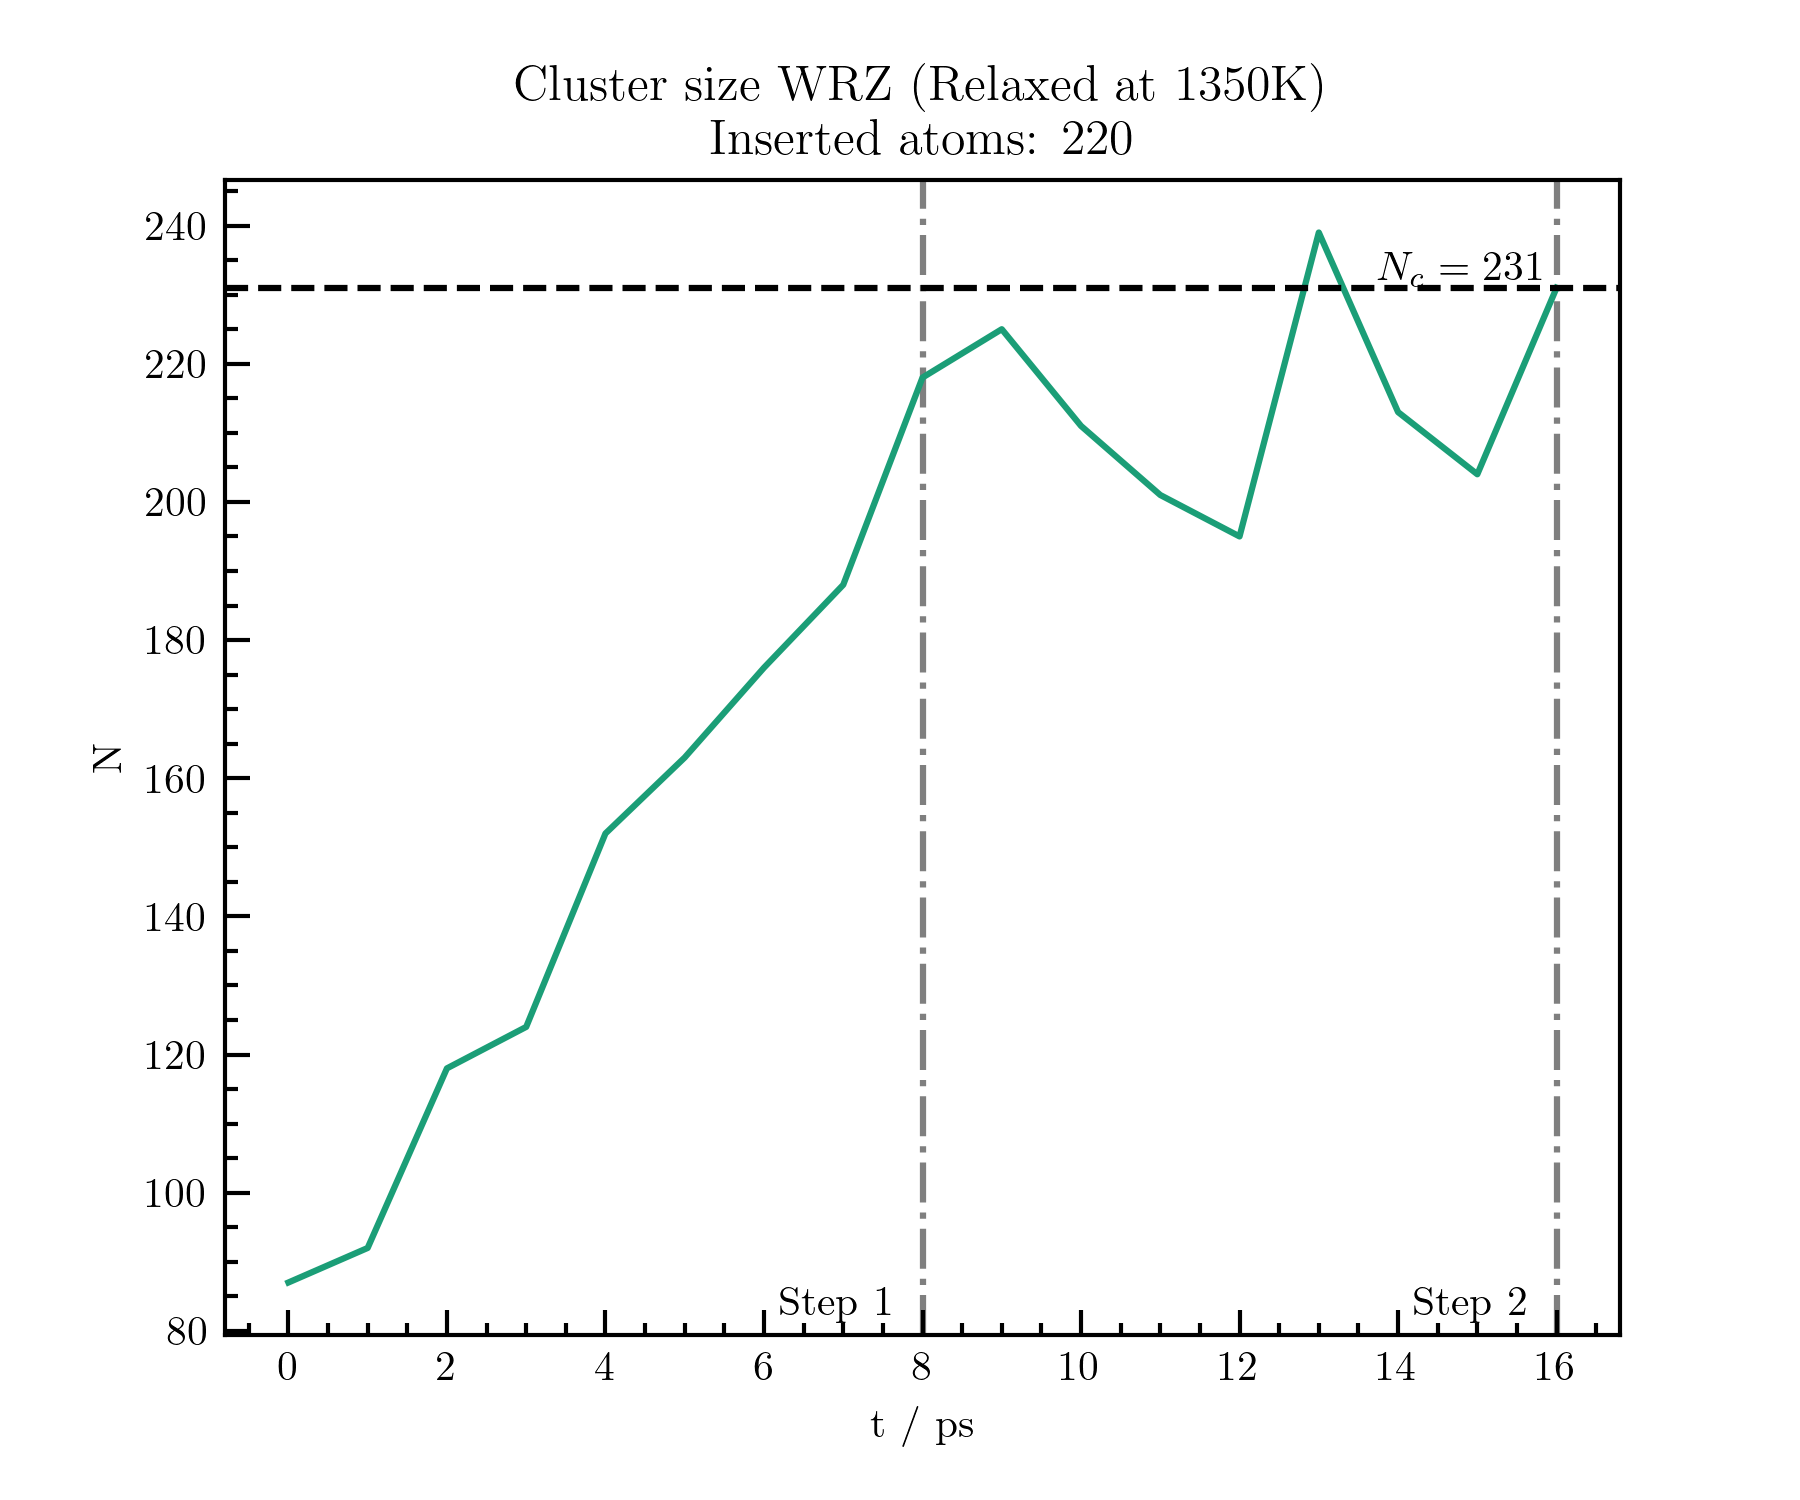 Cluster size WRZ (Relaxed at 1350K)
Inserted atoms: 220
240
220
200
180
160
140
120
100
80
N
N_c = 231
Step 1
Step 2
0 2 4 6 8 10 12 14 16
t / ps